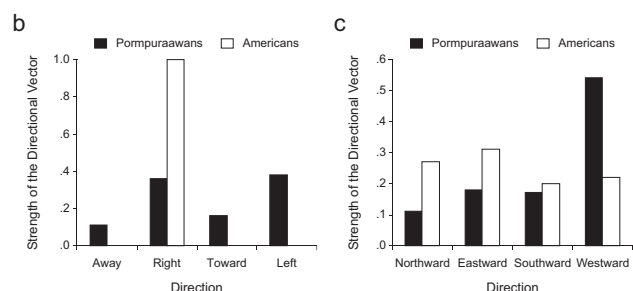 b
Pormpuraawans Americans
Strength of the Directional Vector
1.0
.8
.6
.4
.2
.0
Away Right Toward Left
Direction
c
Pormpuraawans Americans
Strength of the Directional Vector
.6
.5
.4
.3
.2
.1
.0
Northward Eastward Southward Westward
Direction